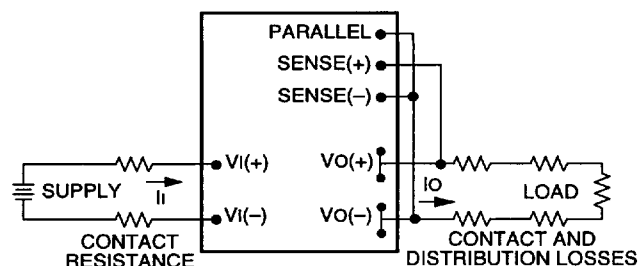 PARALLEL
SENSE(+)
SENSE(–)
VI(+)
VO(+)
SUPPLY
II
IO
LOAD
VI(–)
VO(–)
CONTACT
RESISTANCE
CONTACT AND
DISTRIBUTION LOSSES